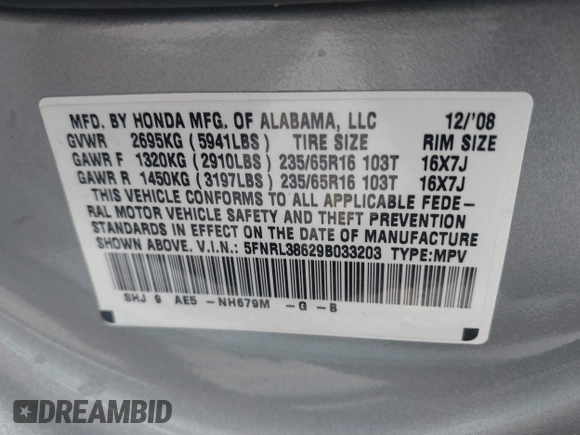 MFD. BY HONDA MFG. OF ALABAMA, LLC 12/'08
GVWR 2695KG (5941LBS) TIRE SIZE RIM SIZE
GAWR F 1320KG (2910LBS) 235/65R16 103T 16X7J
GAWR R 1450KG (3197LBS) 235/65R16 103T 16X7J
THIS VEHICLE CONFORMS TO ALL APPLICABLE FEDE-
RAL MOTOR VEHICLE SAFETY AND THEFT PREVENTION
STANDARDS IN EFFECT ON THE DATE OF MANUFACTURE
SHOWN ABOVE. V.I.N.: 5FNRL38629B033203 TYPE:MPV
SHJ 9 AE5 -NH679M -G -B
DREAMBID